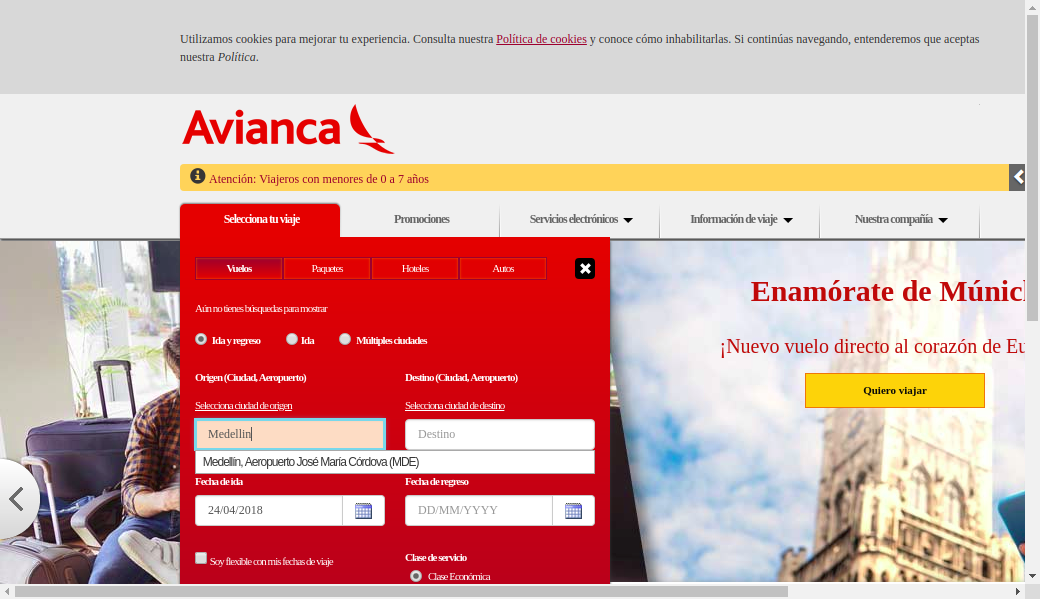 Utilizamos cookies para mejorar tu experiencia. Consulta nuestra Política de cookies y conoce cómo inhabilitarlas. Si continúas navegando, entenderemos que aceptas
nuestra Política.
Avianca
Atención: Viajeros con menores de 0 a 7 años
Selecciona tu viaje
Promociones
Servicios electrónicos
Información de viaje
Nuestra compañía
Vuelos
Paquetes
Hoteles
Autos
Aún no tienes búsquedas para mostrar
Ida y regreso
Ida
Múltiples ciudades
Origen (Ciudad, Aeropuerto)
Destino (Ciudad, Aeropuerto)
Selecciona ciudad de origen
Selecciona ciudad de destino
Medellin
Destino
Medellín, Aeropuerto José María Córdova (MDE)
Fecha de ida
Fecha de regreso
24/04/2018
DD/MM/YYYY
Soy flexible con mis fechas de viaje
Clase de servicio
Clase Económica
Enamórate de Múnich
¡Nuevo vuelo directo al corazón de Eu
Quiero viajar